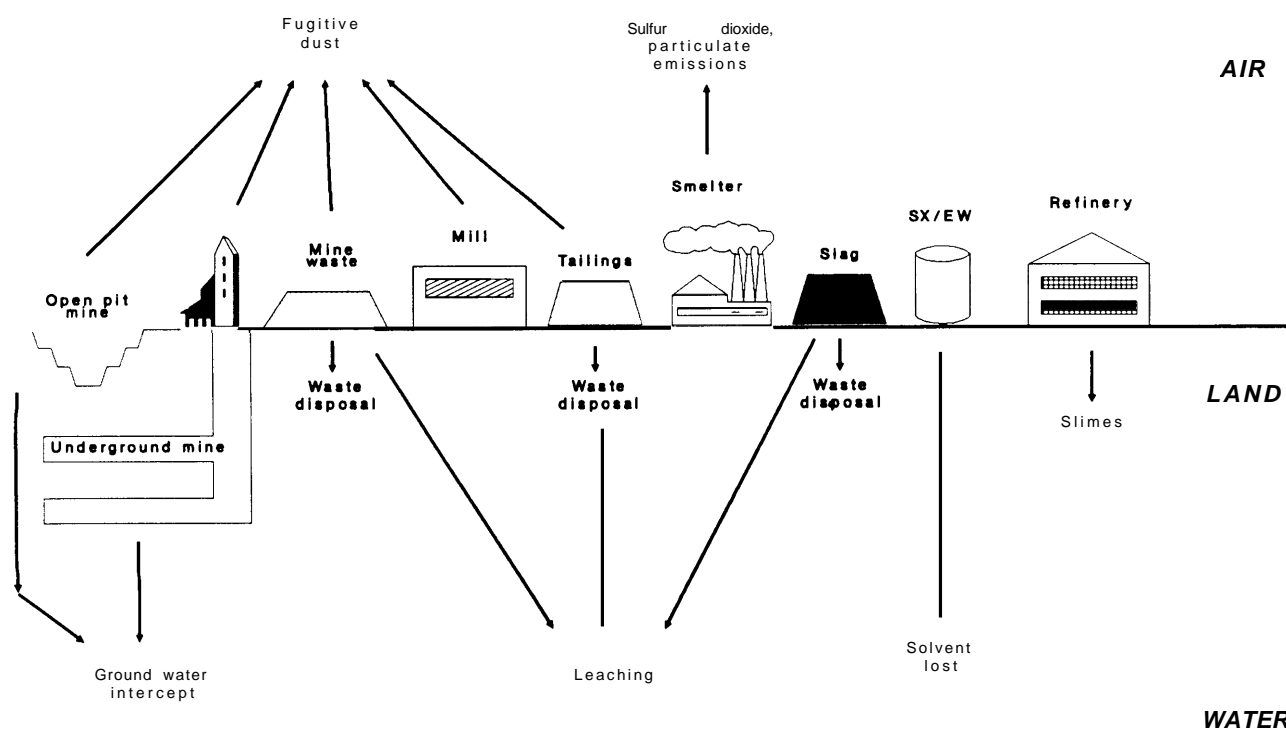 Fugitive
dust
Sulfur dioxide,
particulate
emissions
AIR
Smelter
SX/EW
Refinery
Mill
Mine
waste
Tailings
Slag
Open pit
mine
Waste
disposal
Waste
disposal
Waste
disposal
LAND
Slimes
Underground mine
Solvent
lost
Ground water
intercept
Leaching
WATER